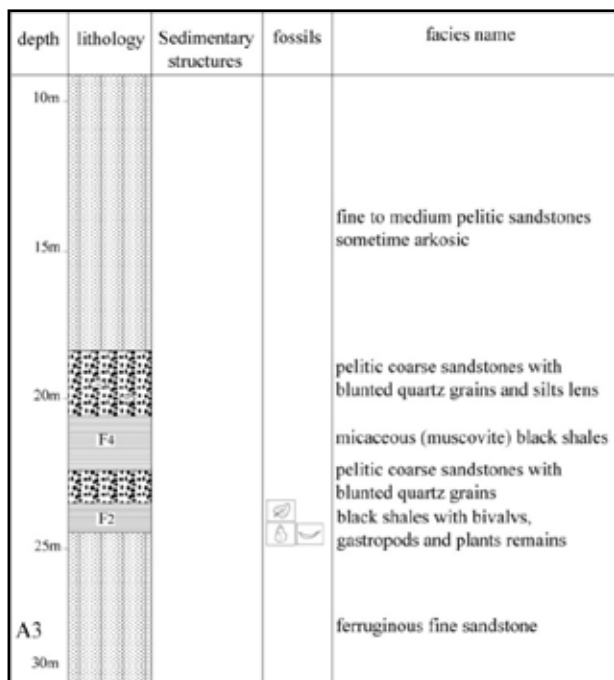 depth lithology Sedimentary structures fossils facies name
10m
fine to medium pelitic sandstones
15m
sometime arkosic
pelitic coarse sandstones with
20m
blunted quartz grains and silts lens
F4
micaceous (muscovite) black shales
pelitic coarse sandstones with
blunted quartz grains
F2
black shales with bivalvs,
25m
gastropods and plants remains
A3
ferruginous fine sandstone
30m